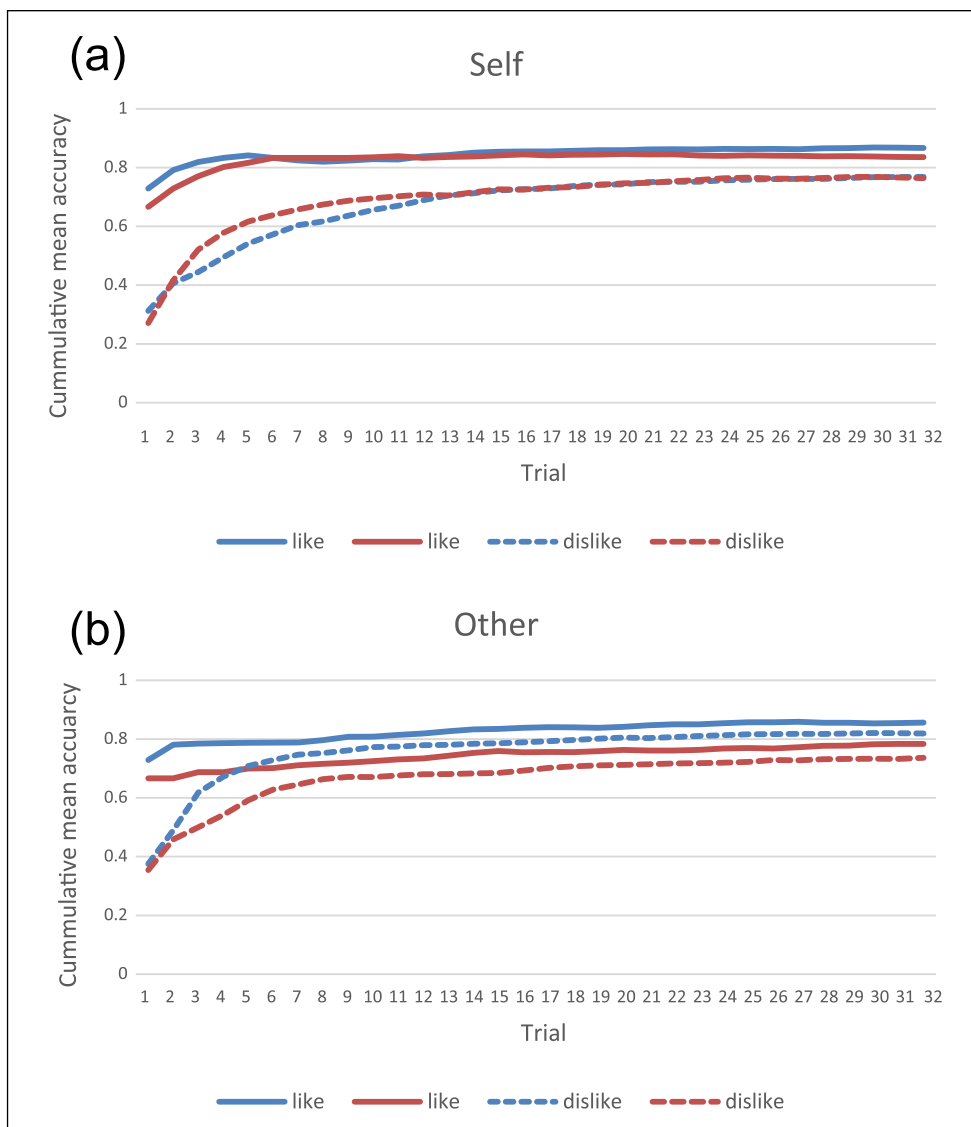 (a)
Self
Cummulative mean accuracy
1
0.8
0.6
0.4
0.2
0
1 2 3 4 5 6 7 8 9 10 11 12 13 14 15 16 17 18 19 20 21 22 23 24 25 26 27 28 29 30 31 32
Trial
like like dislike dislike
(b)
Other
Cummulative mean accuarcy
1
0.8
0.6
0.4
0.2
0
1 2 3 4 5 6 7 8 9 10 11 12 13 14 15 16 17 18 19 20 21 22 23 24 25 26 27 28 29 30 31 32
Trial
like like dislike dislike